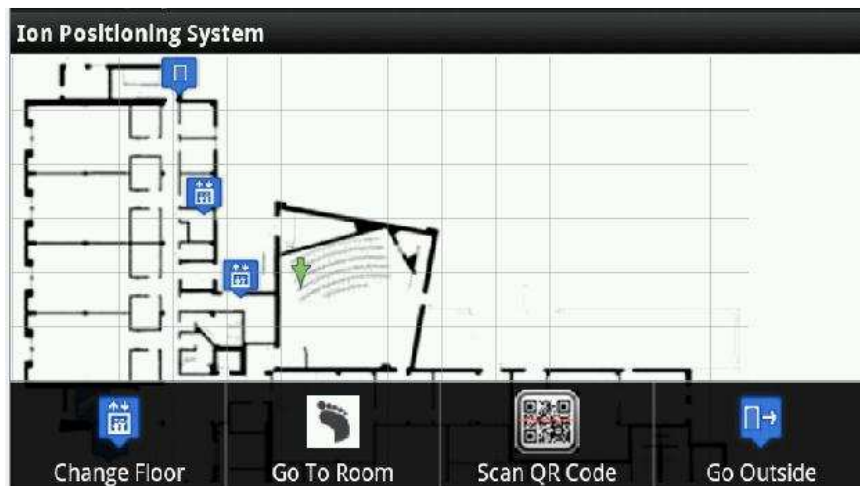 Ion Positioning System
Change Floor
Go To Room
Scan QR Code
Go Outside